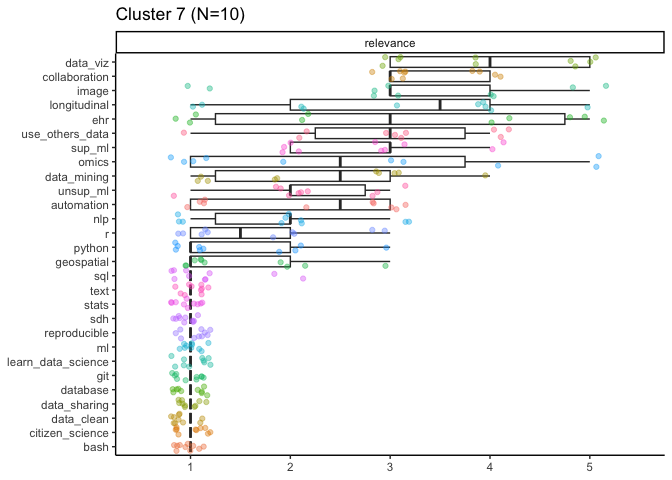 Cluster 7 (N=10)
relevance
data_viz
collaboration
image
longitudinal
ehr
use_others_data
sup_ml
omics
data_mining
unsup_ml
automation
nlp
r
python
geospatial
sql
text
stats
sdh
reproducible
ml
learn_data_science
git
database
data_sharing
data_clean
citizen_science
bash
1 2 3 4 5